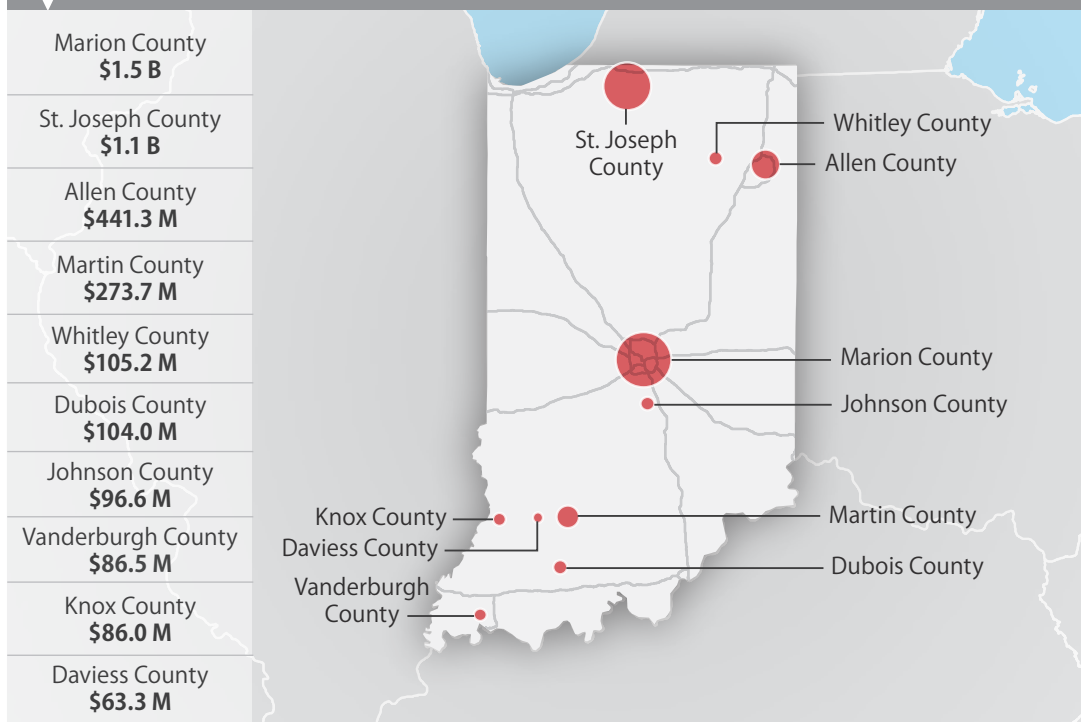 Marion County
$1.5 B
St. Joseph County
$1.1 B
Allen County
$441.3 M
Martin County
$273.7 M
Whitley County
$105.2 M
Dubois County
$104.0 M
Johnson County
$96.6 M
Vanderburgh County
$86.5 M
Knox County
$86.0 M
Daviess County
$63.3 M
St. Joseph
County
Whitley County
Allen County
Marion County
Johnson County
Knox County
Martin County
Daviess County
Dubois County
Vanderburgh
County